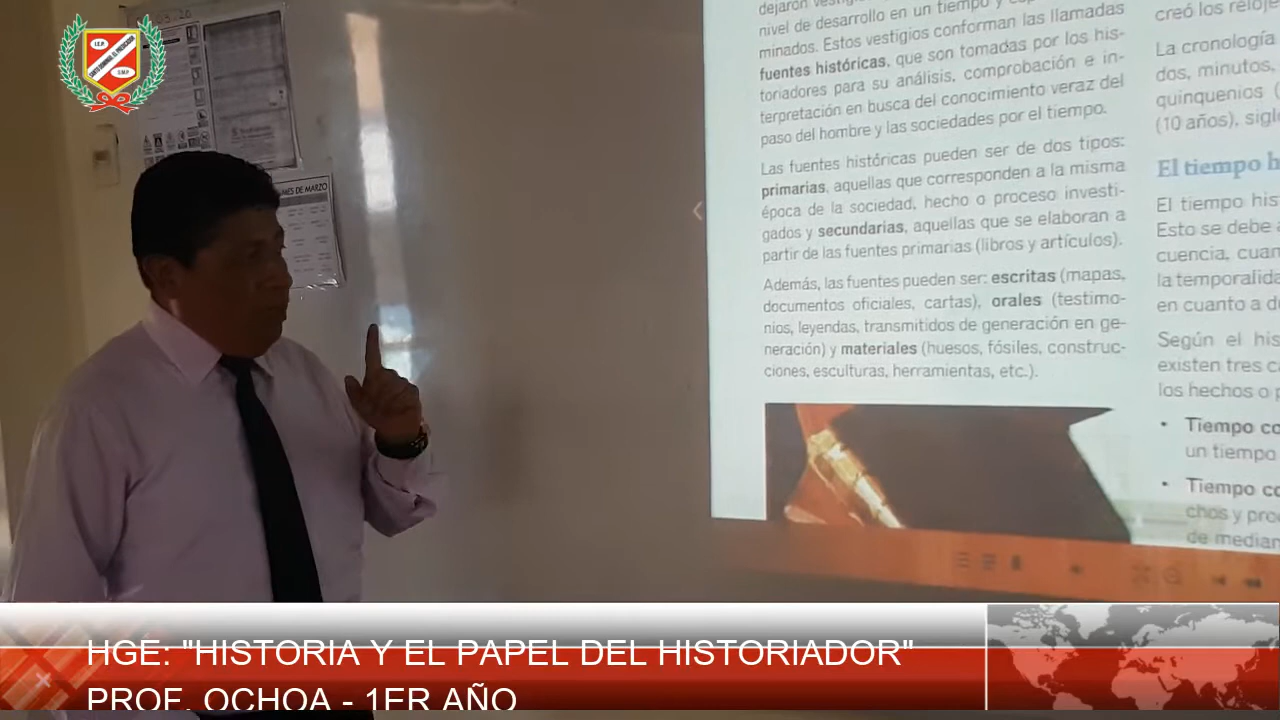 I.E.P.
SANTO DOMINGO, EL PREDICADOR
S.M.P
MES DE MARZO
dejaron
nivel de desarrollo en un tiempo y
minados. Estos vestigios conforman las llamadas
fuentes históricas, que son tomadas por los his-
toriadores para su análisis, comprobación e in-
terpretación en busca del conocimiento veraz del
paso del hombre y las sociedades por el tiempo.
Las fuentes históricas pueden ser de dos tipos:
primarias, aquellas que corresponden a la misma
época de la sociedad, hecho o proceso investi-
gados y secundarias, aquellas que se elaboran a
partir de las fuentes primarias (libros y artículos).
Además, las fuentes pueden ser: escritas (mapas,
documentos oficiales, cartas), orales (testimo-
nios, leyendas, transmitidos de generación en ge-
neración) y materiales (huesos, fósiles, construc-
ciones, esculturas, herramientas, etc.).
creó los reloje
La cronología
dos, minutos,
quinquenios (
(10 años), sigl
El tiempo h
El tiempo his
Esto se debe a
cuencia, cuan
la temporalida
en cuanto a d
Según el his
existen tres c
los hechos o p
• Tiempo co
un tiempo
• Tiempo co
chos y proc
de median
HGE: "HISTORIA Y EL PAPEL DEL HISTORIADOR"
PROF. OCHOA - 1ER AÑO